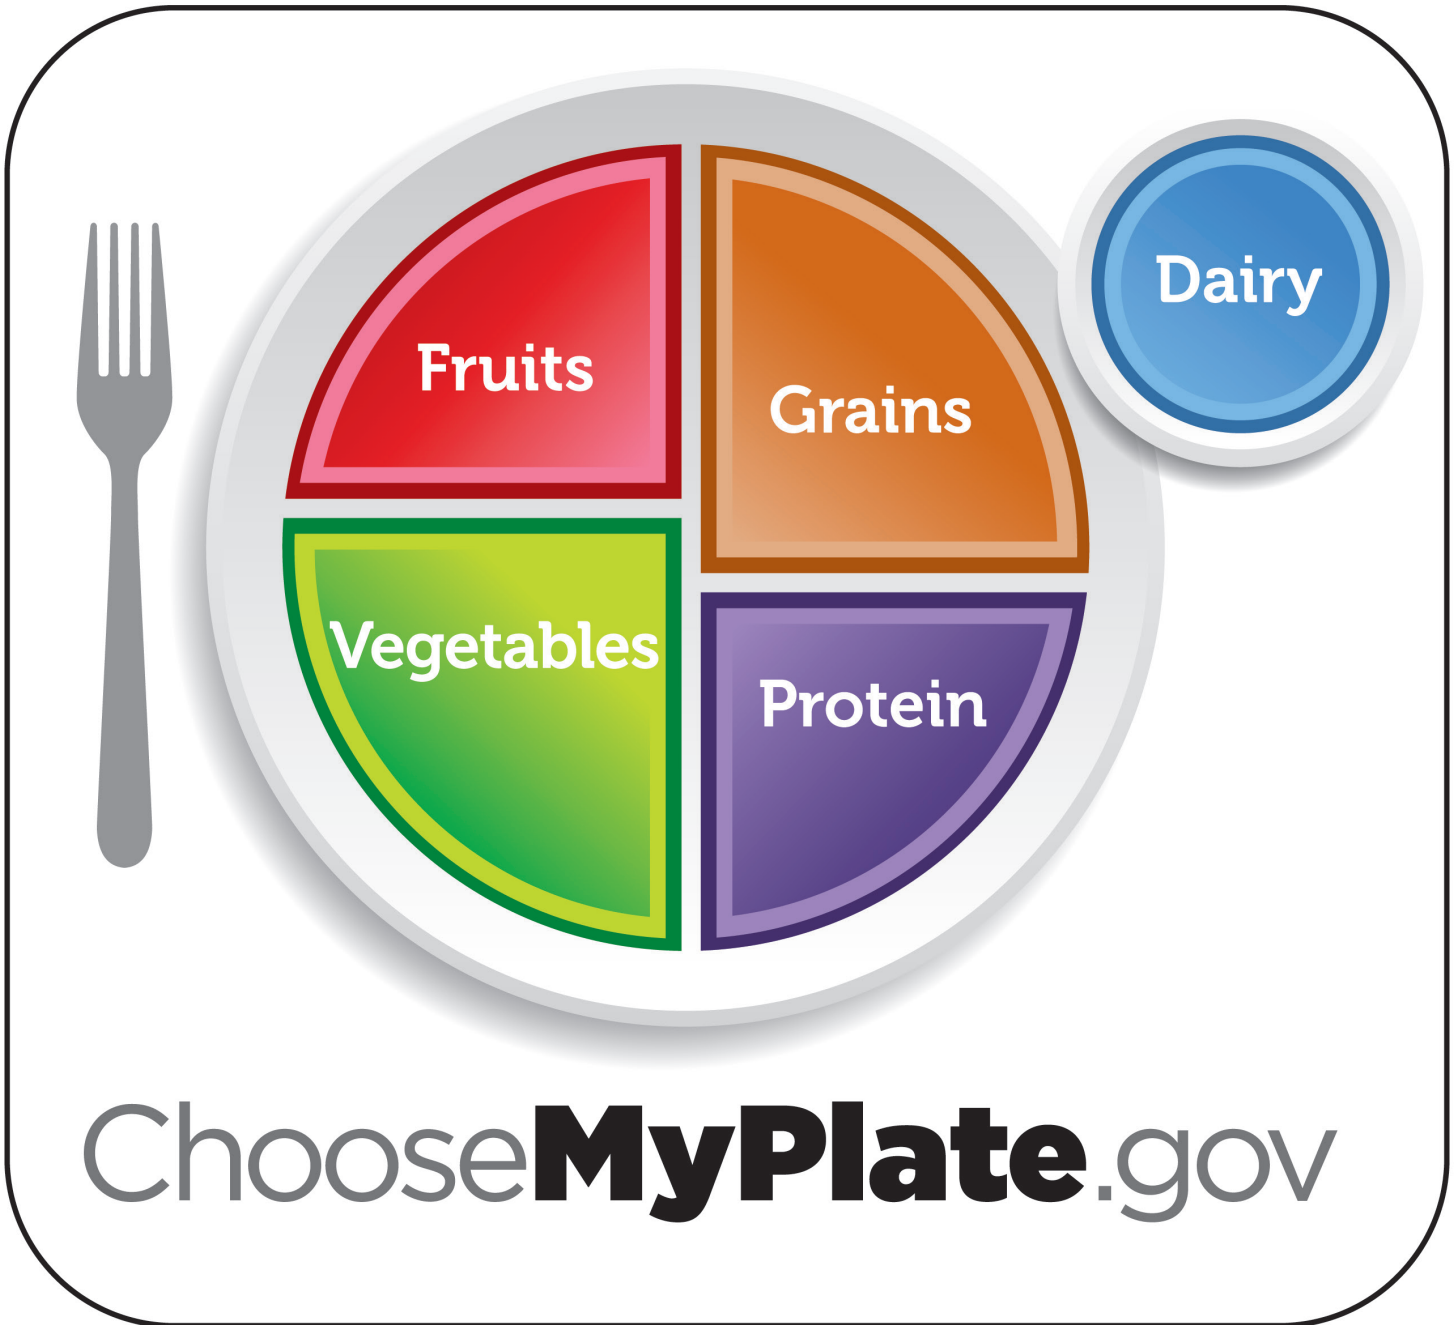 Fruits
Grains
Dairy
Vegetables
Protein
ChooseMyPlate.gov